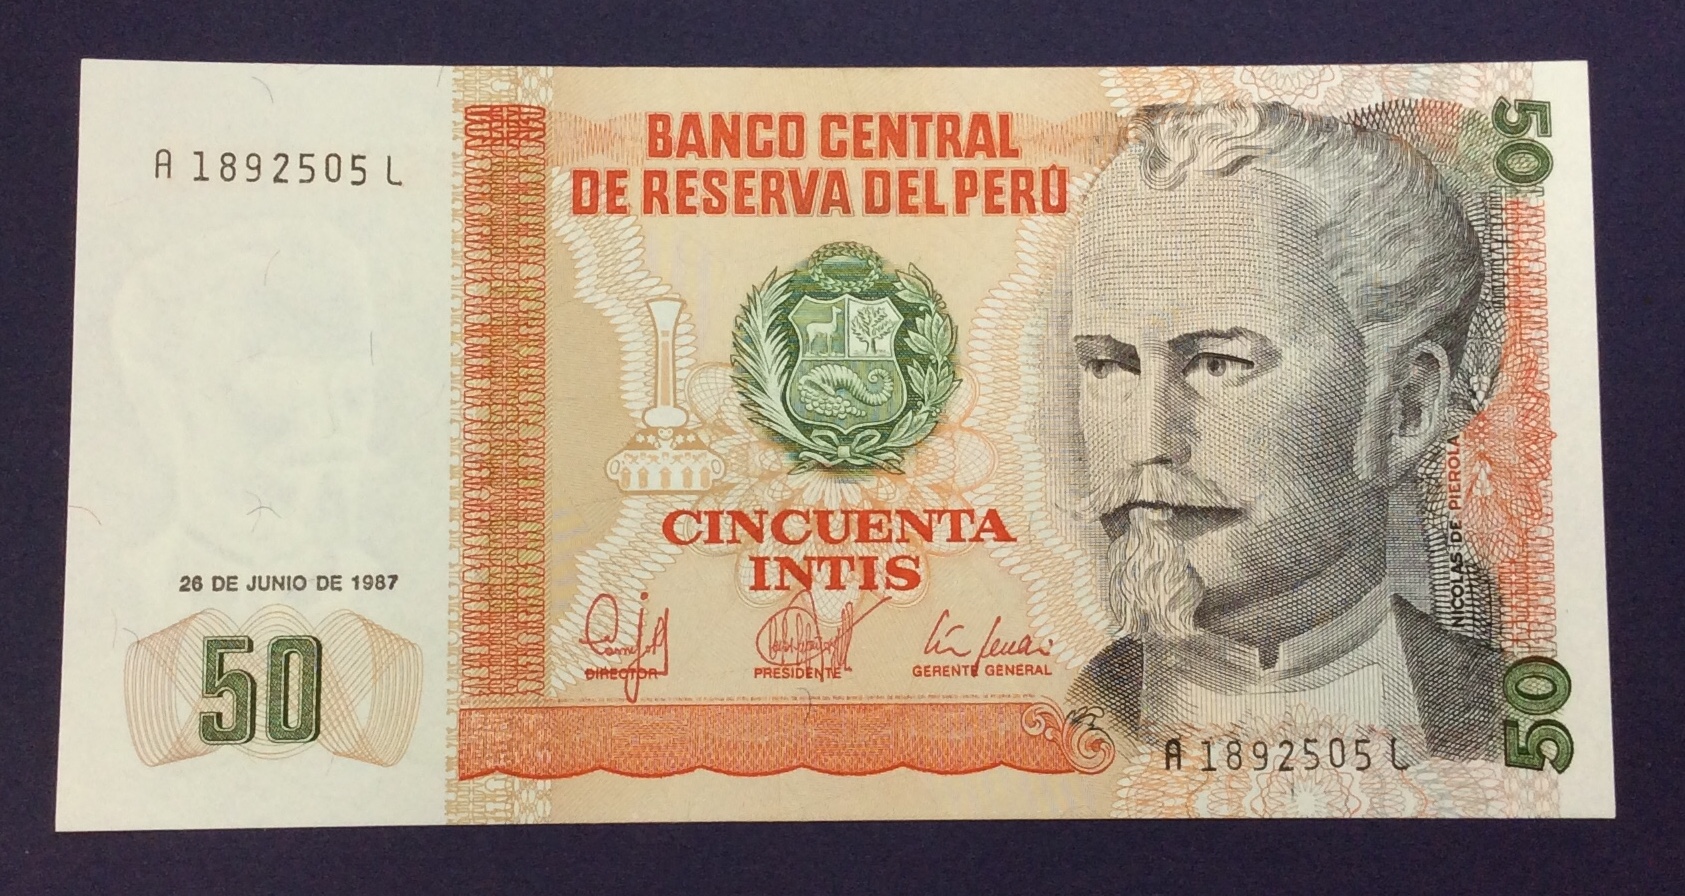 A 1892505 L
BANCO CENTRAL
DE RESERVA DEL PERÚ
CINCUENTA
INTIS
26 DE JUNIO DE 1987
50
DIRECTOR
PRESIDENTE
GERENTE GENERAL
NICOLAS DE PIEROLA
50
50
A 1892505 L